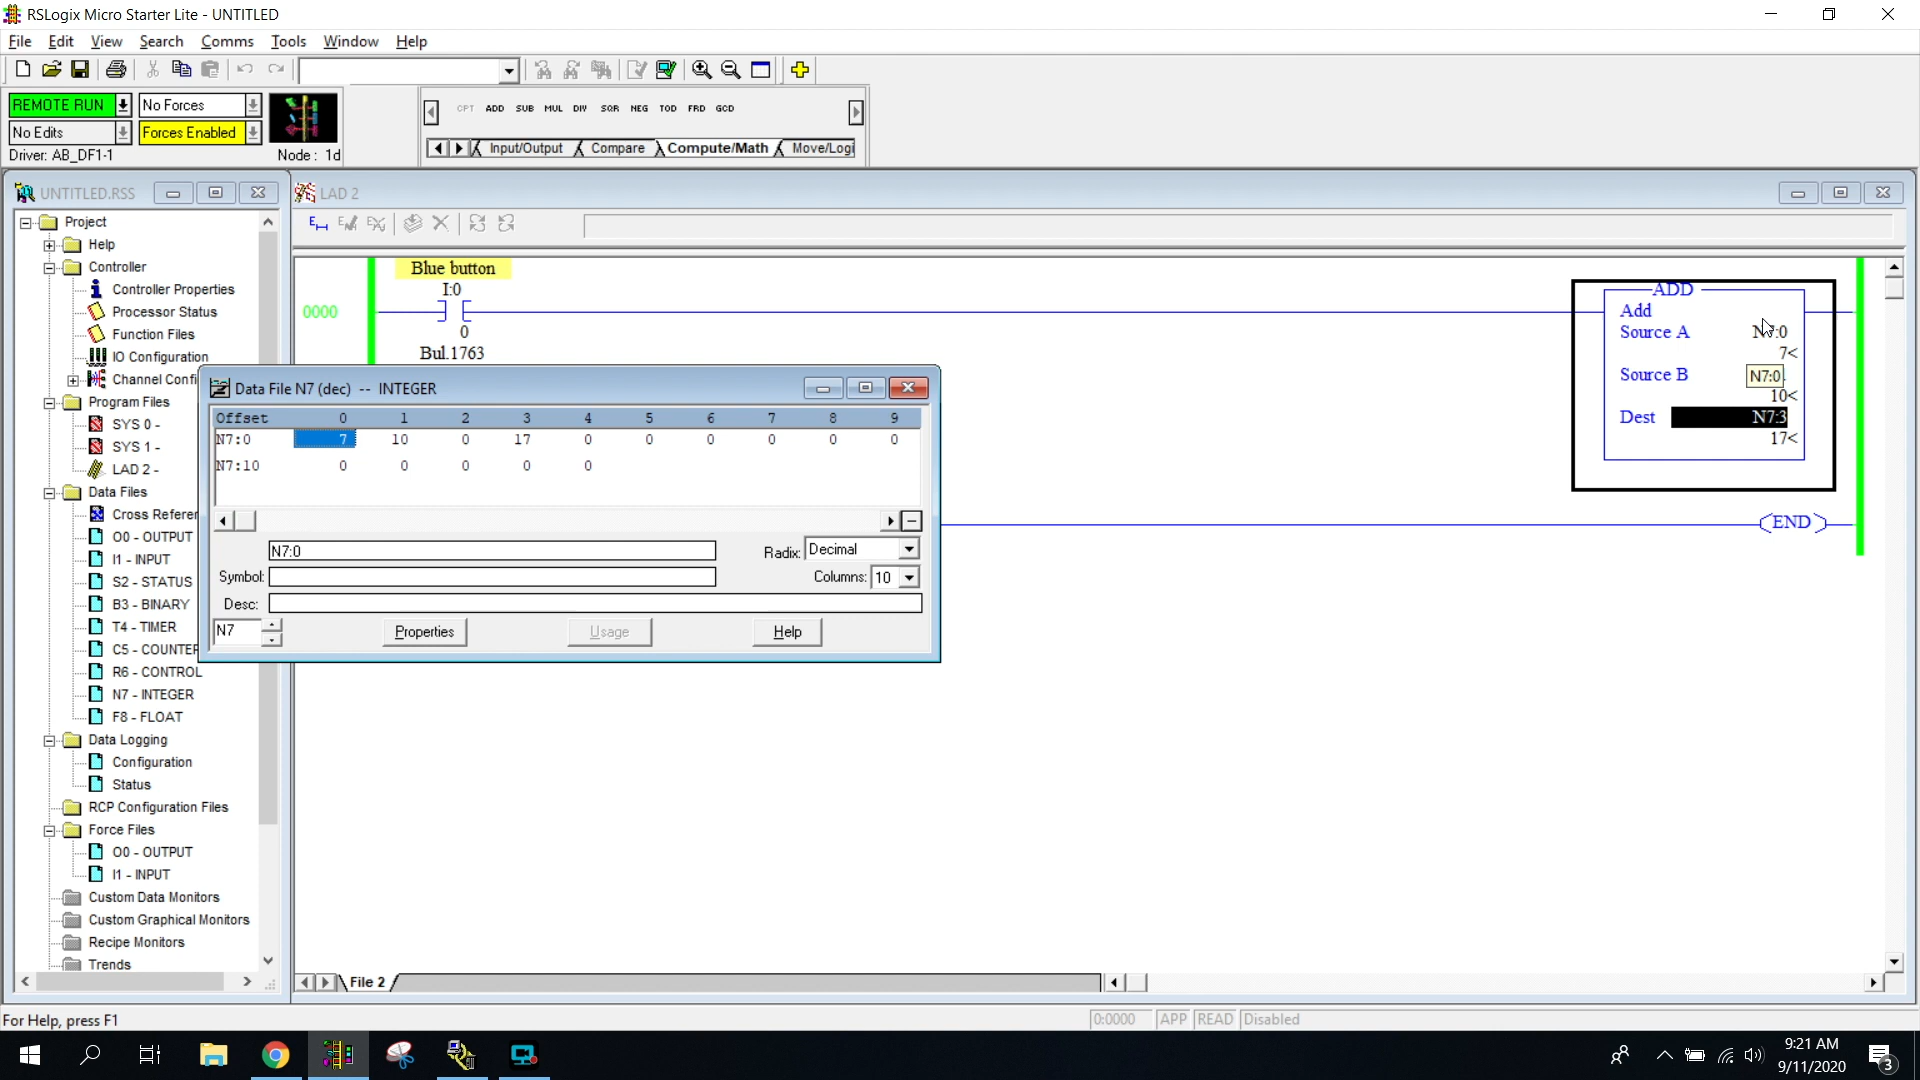 RSLogix Micro Starter Lite - UNTITLED
File Edit View Search Comms Tools Window Help
REMOTE RUN No Forces
No Edits Forces Enabled
Driver: AB_DF1-1 Node : 1d
CPT ADD SUB MUL DIV SQR NEG TOD FRD GCD
Input/Output Compare Compute/Math Move/Logi
UNTITLED.RSS
Project
Help
Controller
Controller Properties
Processor Status
Function Files
IO Configuration
Channel Confi
Program Files
SYS 0 -
SYS 1 -
LAD 2 -
Data Files
Cross Referen
O0 - OUTPUT
I1 - INPUT
S2 - STATUS
B3 - BINARY
T4 - TIMER
C5 - COUNTER
R6 - CONTROL
N7 - INTEGER
F8 - FLOAT
Data Logging
Configuration
Status
RCP Configuration Files
Force Files
O0 - OUTPUT
I1 - INPUT
Custom Data Monitors
Custom Graphical Monitors
Recipe Monitors
Trends
LAD 2
Blue button
I:0
0000
0
Bul.1763
ADD
Add
Source A N7:0
7<
Source B N7:0
10<
Dest N7:3
17<
END
Data File N7 (dec) -- INTEGER
Offset 0 1 2 3 4 5 6 7 8 9
N7:0 7 10 0 17 0 0 0 0 0 0
N7:10 0 0 0 0 0
N7:0 Radix: Decimal
Symbol: Columns: 10
Desc:
N7 Properties Usage Help
File 2
For Help, press F1
0:0000 APP READ Disabled
9:21 AM
9/11/2020
3